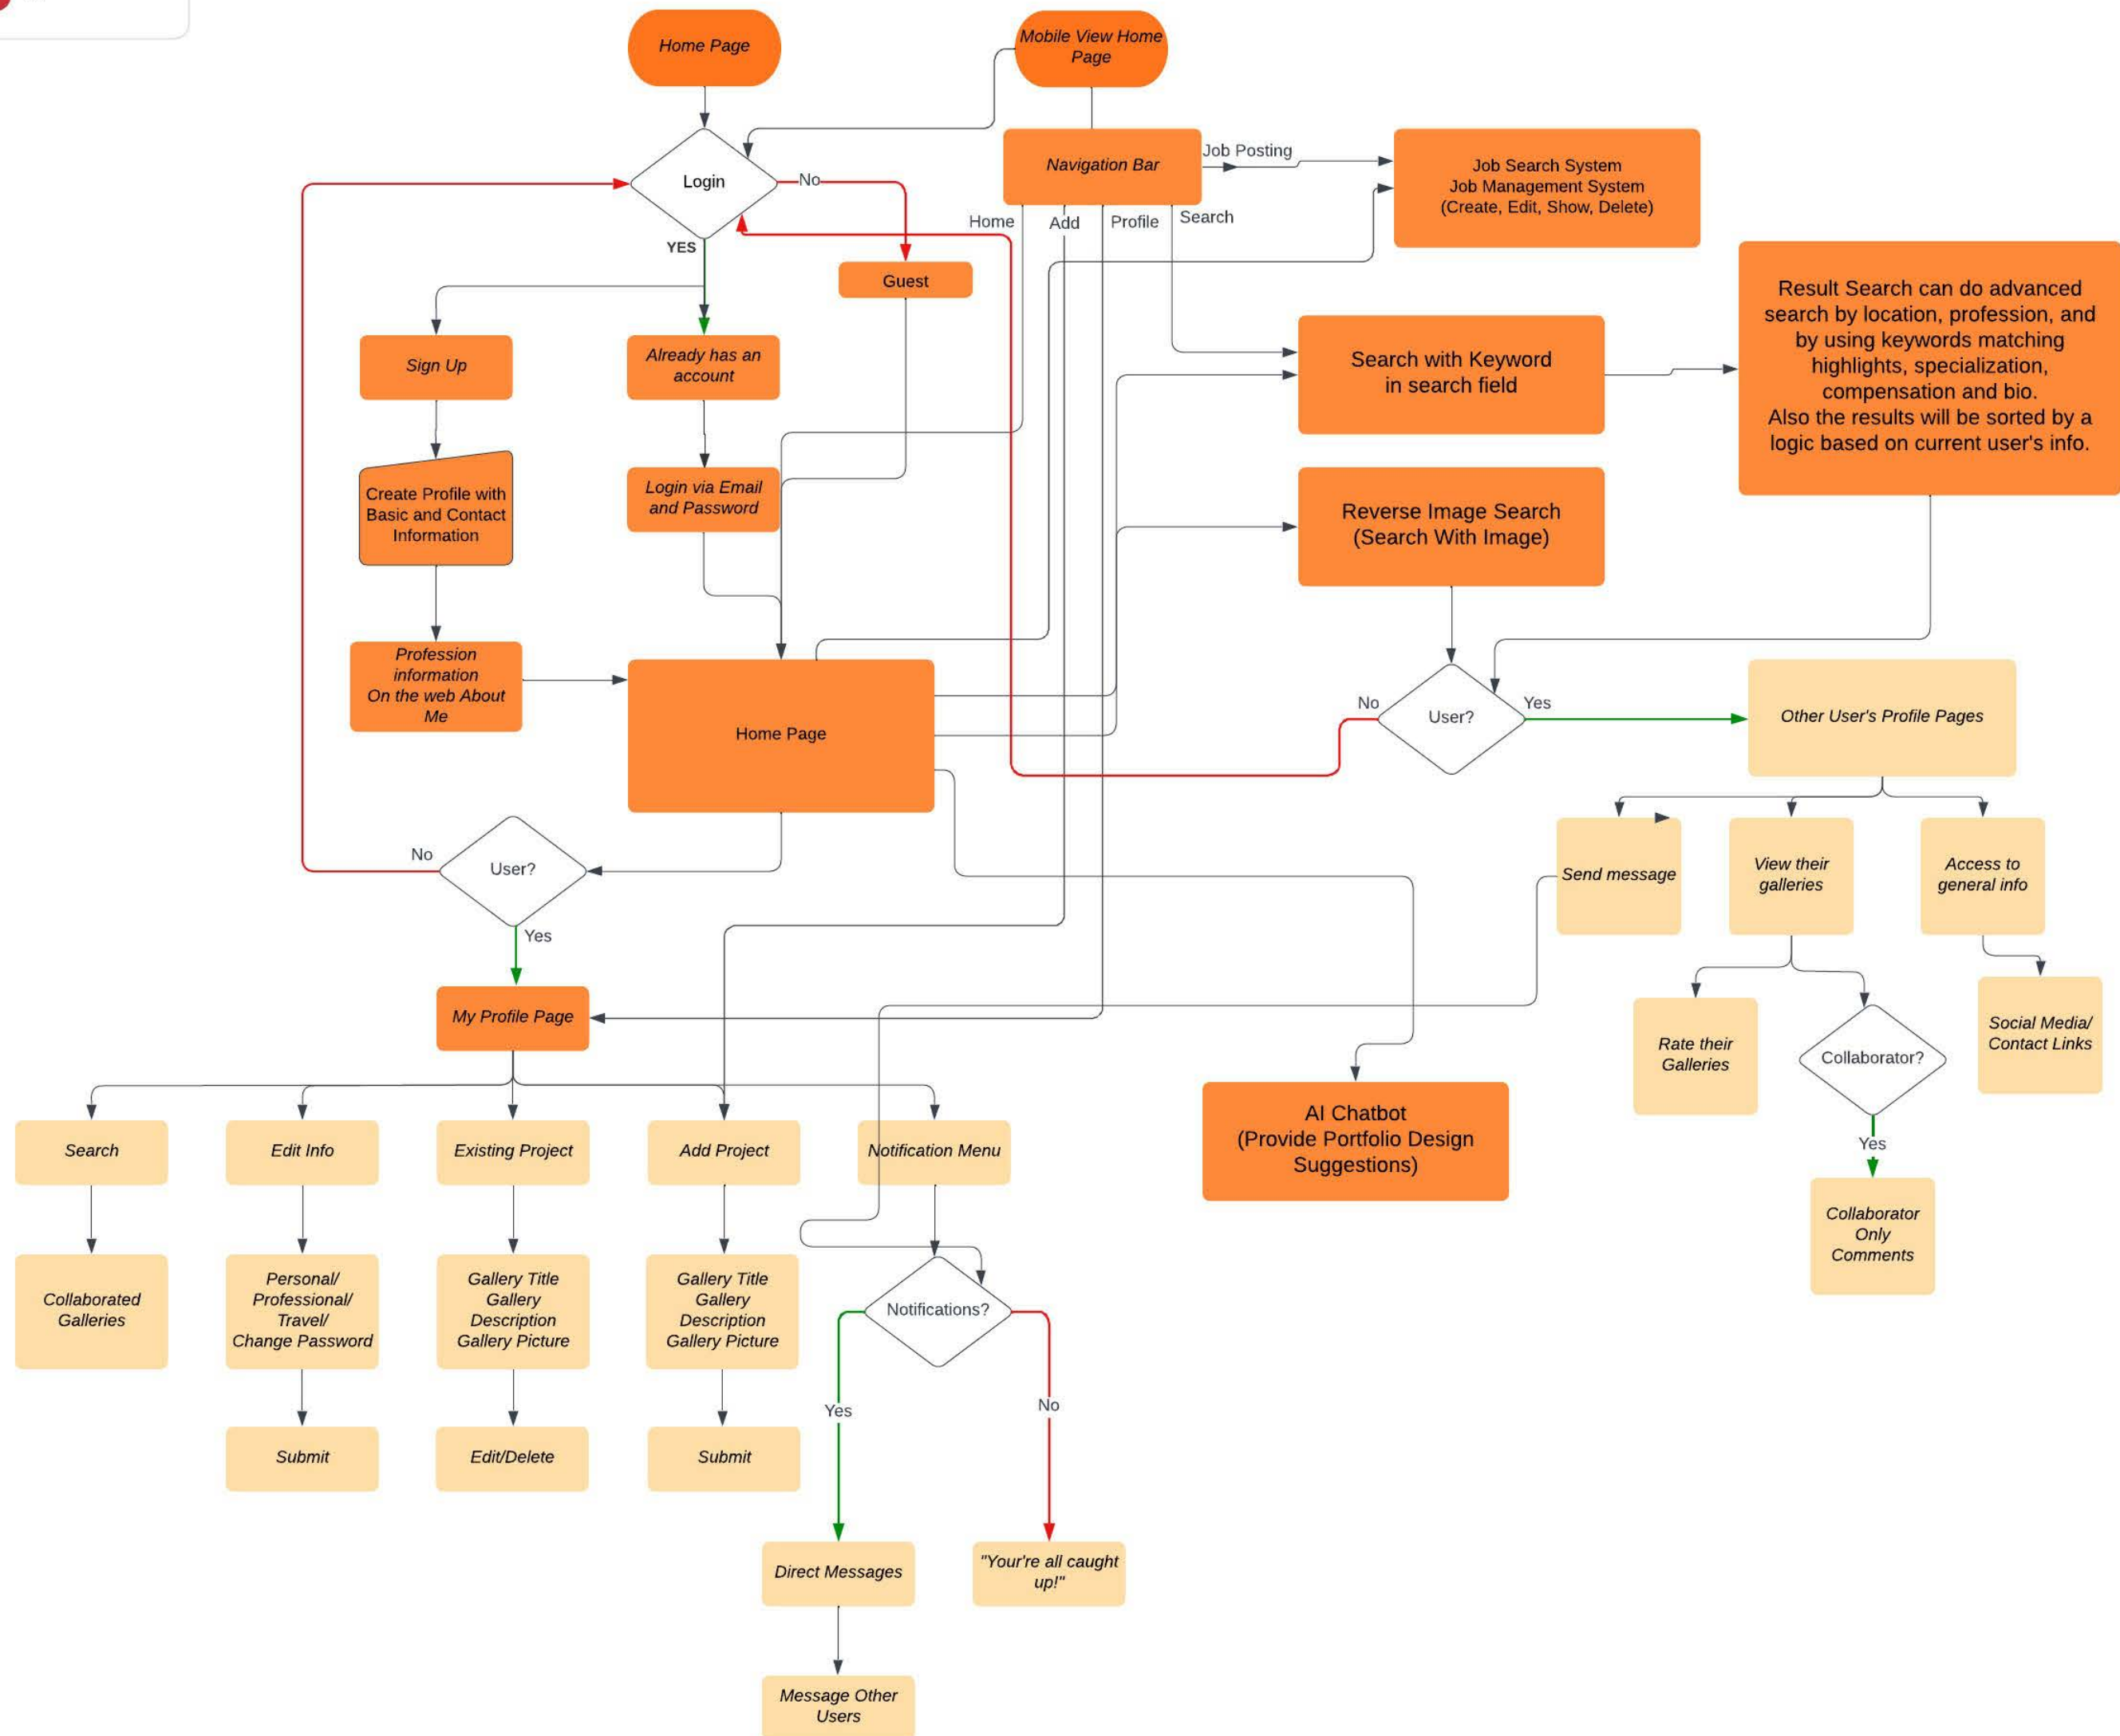 Home Page
Mobile View Home
Page
Login
No
YES
Navigation Bar
Job Posting
Job Search System
Job Management System
(Create, Edit, Show, Delete)
Home
Add
Profile
Search
Guest
Sign Up
Already has an
account
Search with Keyword
in search field
Result Search can do advanced
search by location, profession, and
by using keywords matching
highlights, specialization,
compensation and bio.
Also the results will be sorted by a
logic based on current user's info.
Create Profile with
Basic and Contact
Information
Login via Email
and Password
Reverse Image Search
(Search With Image)
Profession
information
On the web About
Me
Home Page
No
User?
Yes
Other User's Profile Pages
No
User?
Yes
Send message
View their
galleries
Access to
general info
My Profile Page
Rate their
Galleries
Collaborator?
Social Media/
Contact Links
Yes
Collaborator
Only
Comments
AI Chatbot
(Provide Portfolio Design
Suggestions)
Search
Edit Info
Existing Project
Add Project
Notification Menu
Collaborated
Galleries
Personal/
Professional/
Travel/
Change Password
Gallery Title
Gallery
Description
Gallery Picture
Gallery Title
Gallery
Description
Gallery Picture
Notifications?
Yes
No
Submit
Edit/Delete
Submit
Direct Messages
"Your're all caught
up!"
Message Other
Users